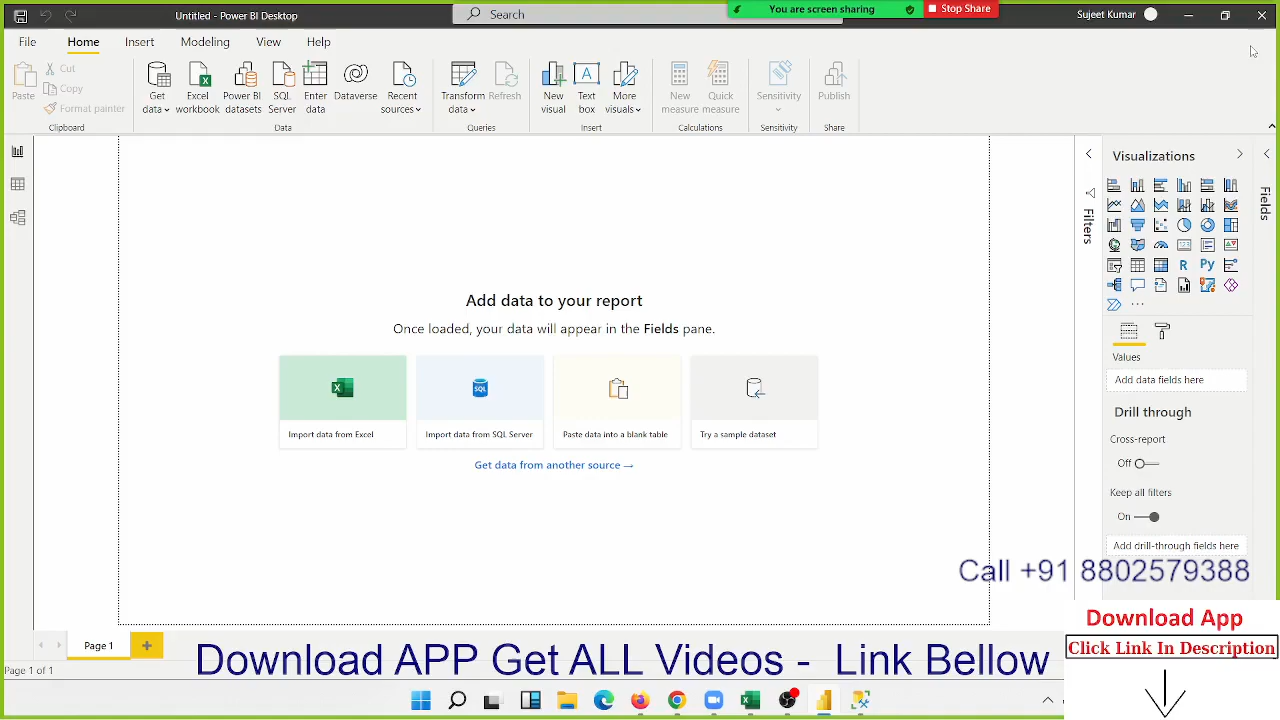 Untitled - Power BI Desktop
Search
You are screen sharing
Stop Share
Sujeet Kumar
File Home Insert Modeling View Help
Paste
Cut
Copy
Format painter
Clipboard
Get data
Excel workbook
Power BI datasets
SQL Server
Enter data
Dataverse
Recent sources
Data
Transform data
Refresh
Queries
New visual
Text box
More visuals
Insert
New measure
Quick measure
Calculations
Sensitivity
Sensitivity
Publish
Share
Add data to your report
Once loaded, your data will appear in the Fields pane.
X
SQL
Import data from Excel
Import data from SQL Server
Paste data into a blank table
Try a sample dataset
Get data from another source →
Filters
Visualizations
R
Py
Values
Add data fields here
Drill through
Cross-report
Off
Keep all filters
On
Add drill-through fields here
Fields
Call +91 8802579388
Page 1
Page 1 of 1
Download APP Get ALL Videos - Link Bellow
Download App
Click Link In Description